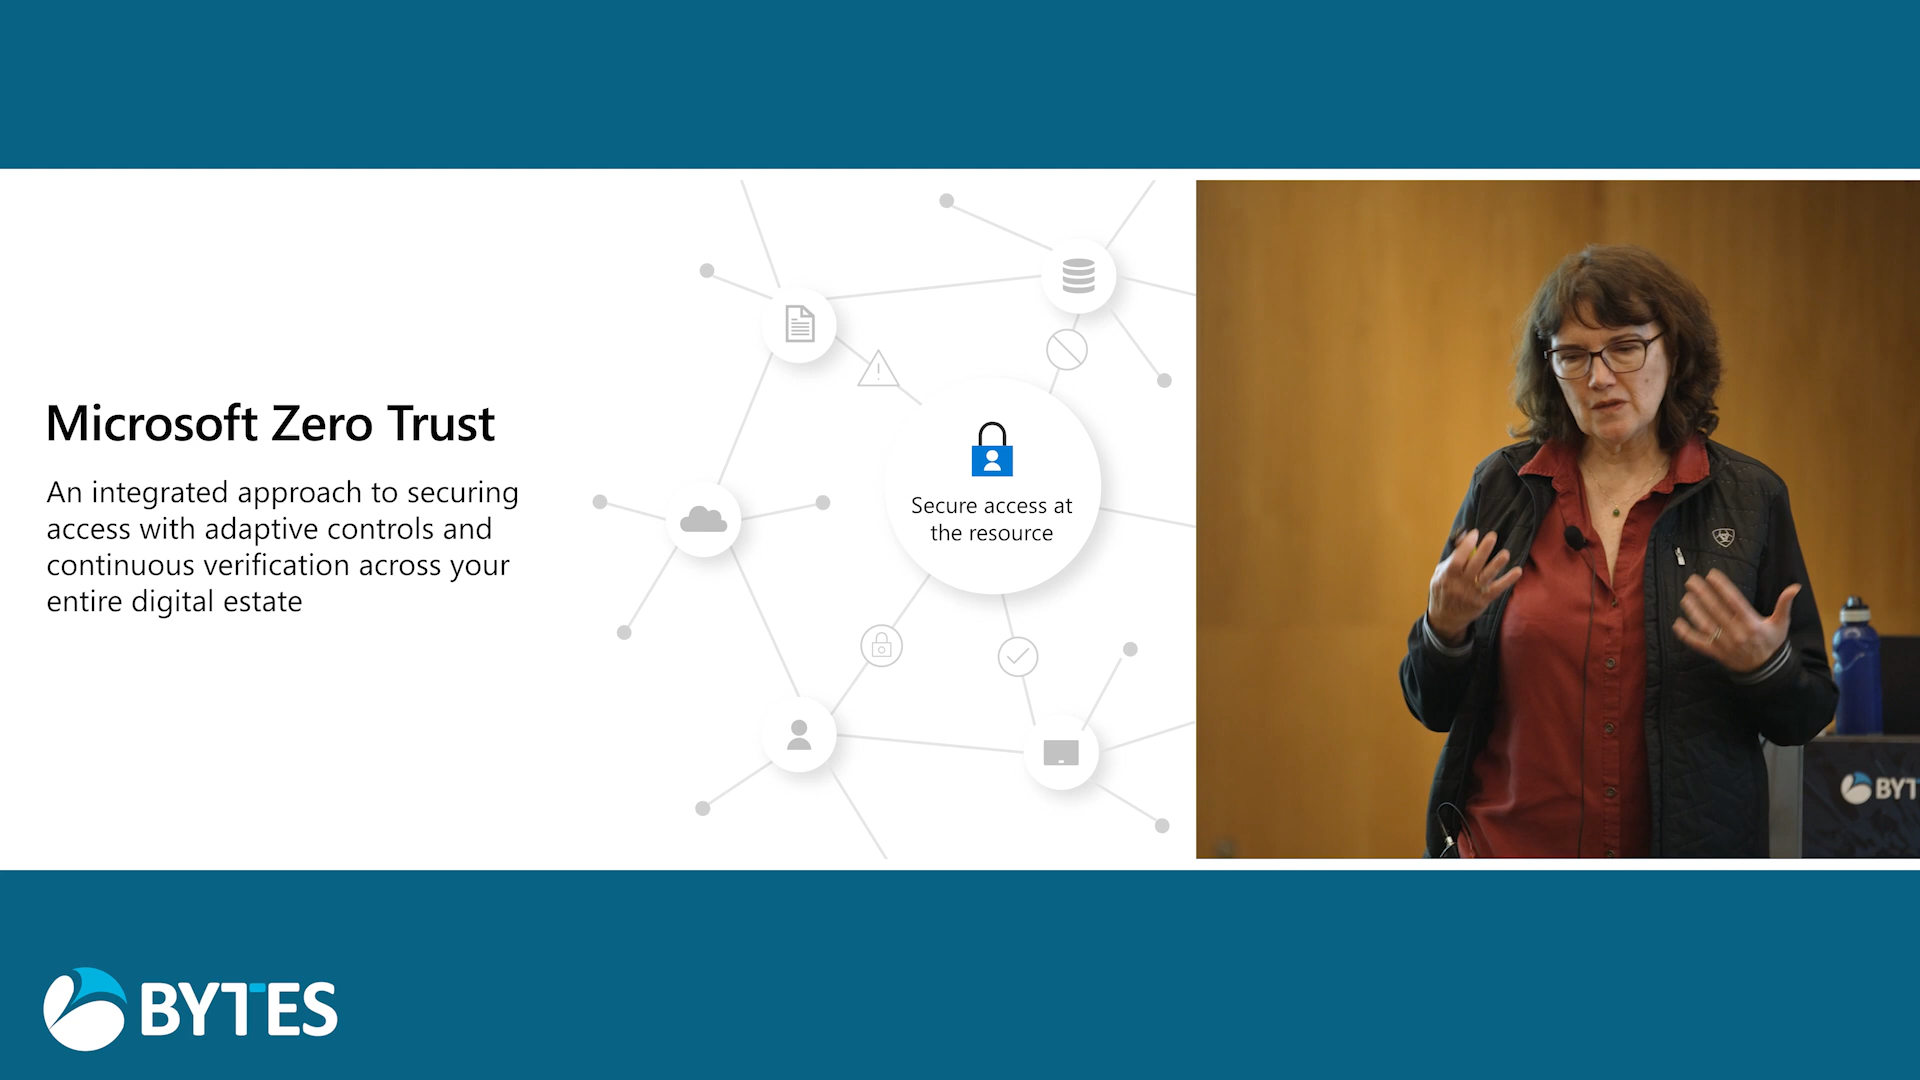 Microsoft Zero Trust
An integrated approach to securing
access with adaptive controls and
continuous verification across your
entire digital estate
Secure access at
the resource
BYT
BYTES